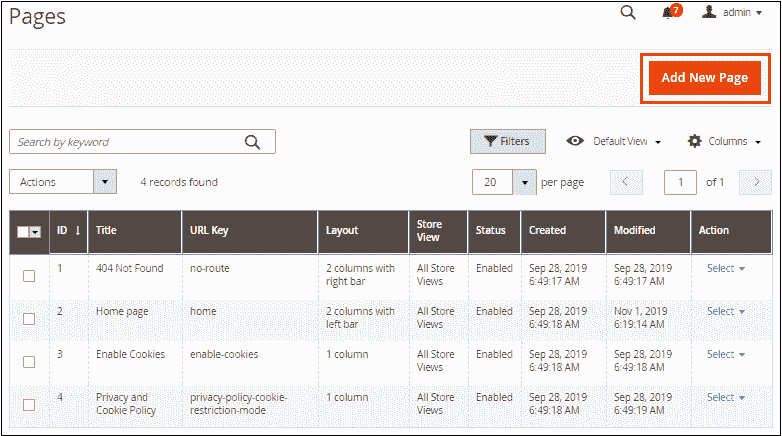 Pages
7
admin
Add New Page
Search by keyword
Filters
Default View
Columns
Actions
4 records found
20
per page
1
of 1
ID Title URL Key Layout Store View Status Created Modified Action
1 404 Not Found no-route 2 columns with right bar All Store Views Enabled Sep 28, 2019 6:49:17 AM Sep 28, 2019 6:49:17 AM Select
2 Home page home 2 columns with left bar All Store Views Enabled Sep 28, 2019 6:49:18 AM Nov 1, 2019 6:19:14 AM Select
3 Enable Cookies enable-cookies 1 column All Store Views Enabled Sep 28, 2019 6:49:18 AM Sep 28, 2019 6:49:18 AM Select
4 Privacy and Cookie Policy privacy-policy-cookie-restriction-mode 1 column All Store Views Enabled Sep 28, 2019 6:49:18 AM Sep 28, 2019 6:49:19 AM Select